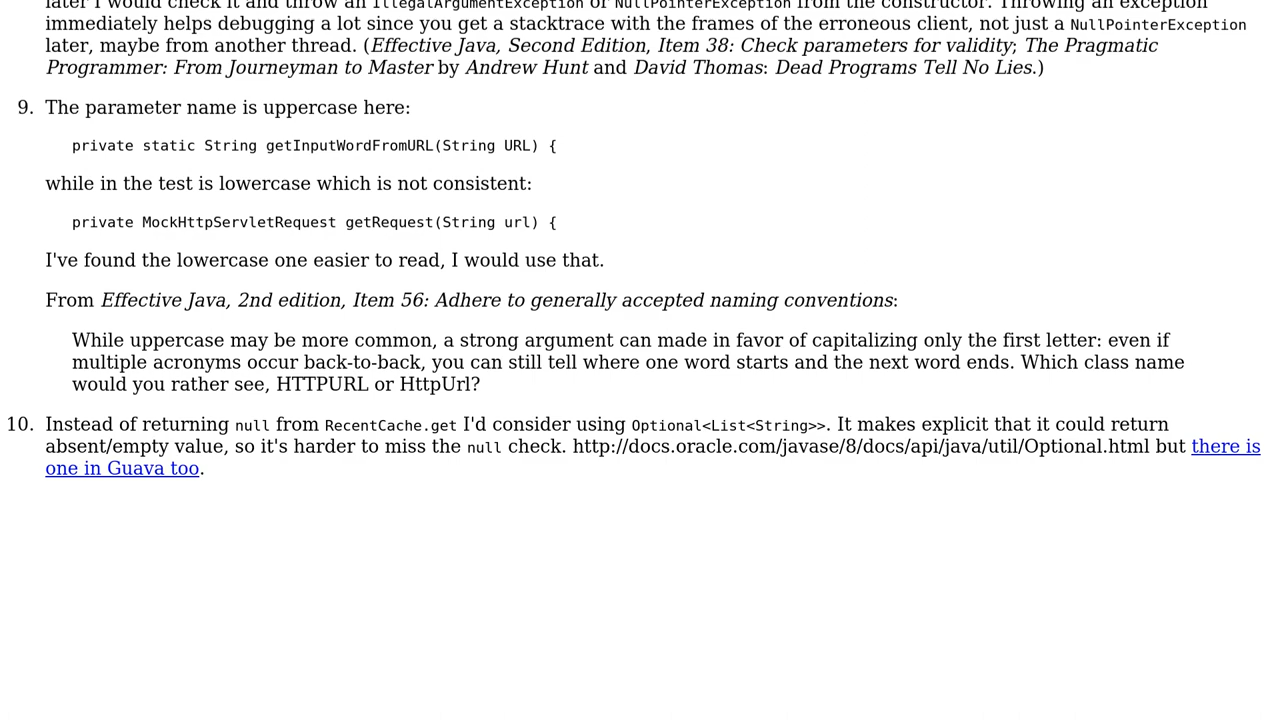 later I would check it and throw an IllegalArgumentException or NullPointerException from the constructor. Throwing an exception
immediately helps debugging a lot since you get a stacktrace with the frames of the erroneous client, not just a NullPointerException
later, maybe from another thread. (Effective Java, Second Edition, Item 38: Check parameters for validity; The Pragmatic
Programmer: From Journeyman to Master by Andrew Hunt and David Thomas: Dead Programs Tell No Lies.)
9. The parameter name is uppercase here:
private static String getInputWordFromURL(String URL) {
while in the test is lowercase which is not consistent:
private MockHttpServletRequest getRequest(String url) {
I've found the lowercase one easier to read, I would use that.
From Effective Java, 2nd edition, Item 56: Adhere to generally accepted naming conventions:
While uppercase may be more common, a strong argument can made in favor of capitalizing only the first letter: even if
multiple acronyms occur back-to-back, you can still tell where one word starts and the next word ends. Which class name
would you rather see, HTTPURL or HttpUrl?
10. Instead of returning null from RecentCache.get I'd consider using Optional<List<String>>. It makes explicit that it could return
absent/empty value, so it's harder to miss the null check. http://docs.oracle.com/javase/8/docs/api/java/util/Optional.html but there is
one in Guava too.